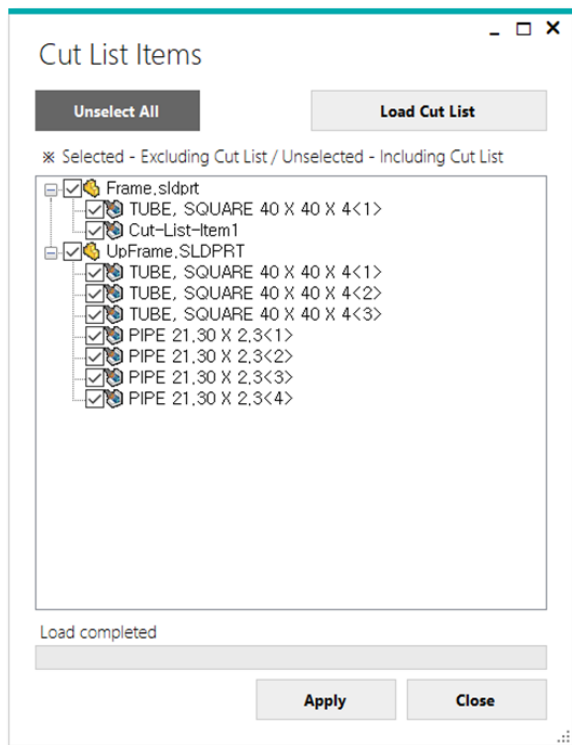 Cut List Items
Unselect All
Load Cut List
※ Selected - Excluding Cut List / Unselected - Including Cut List
Frame.sldprt
TUBE, SQUARE 40 X 40 X 4<1>
Cut-List-Item1
UpFrame.SLDPRT
TUBE, SQUARE 40 X 40 X 4<1>
TUBE, SQUARE 40 X 40 X 4<2>
TUBE, SQUARE 40 X 40 X 4<3>
PIPE 21.30 X 2.3<1>
PIPE 21.30 X 2.3<2>
PIPE 21.30 X 2.3<3>
PIPE 21.30 X 2.3<4>
Load completed
Apply
Close